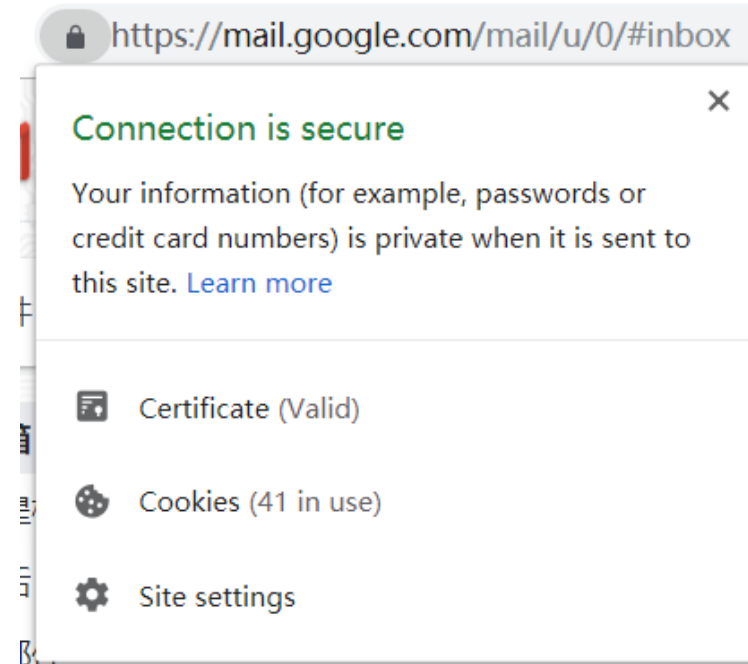 https://mail.google.com/mail/u/0/#inbox
Connection is secure
Your information (for example, passwords or
credit card numbers) is private when it is sent to
this site. Learn more
Certificate (Valid)
Cookies (41 in use)
Site settings